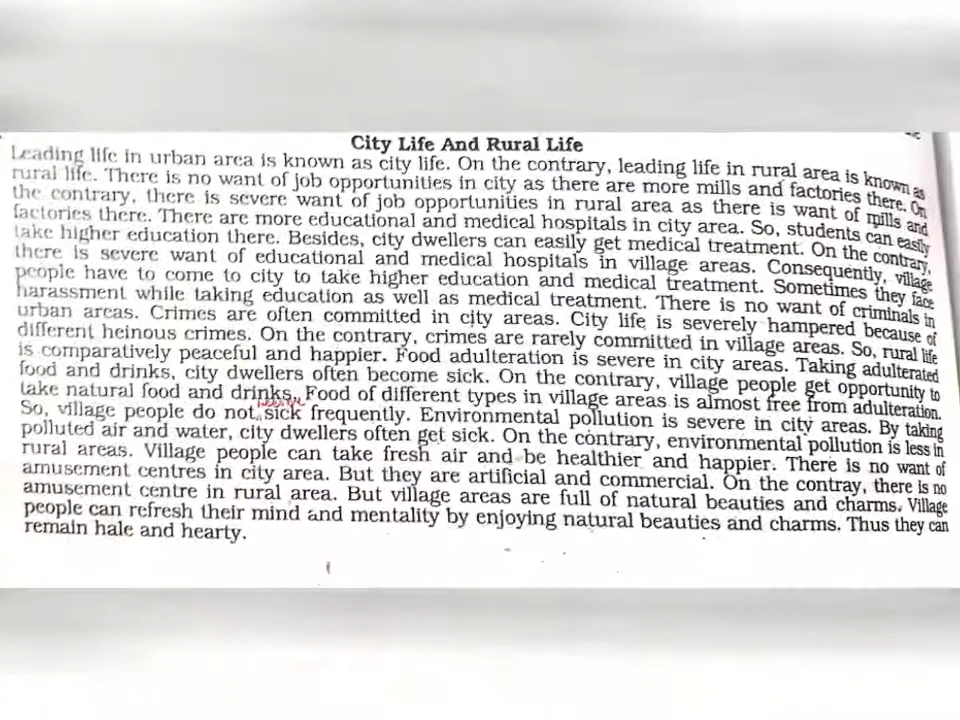 City Life And Rural Life
Leading life in urban area is known as city life. On the contrary, leading life in rural area is known as
rural life. There is no want of job opportunities in city as there are more mills and factories there. On
the contrary, there is severe want of job opportunities in rural area as there is want of mills and
factories there. There are more educational and medical hospitals in city area. So, students can easily
take higher education there. Besides, city dwellers can easily get medical treatment. On the contrary,
there is severe want of educational and medical hospitals in village areas. Consequently, village
people have to come to city to take higher education and medical treatment. Sometimes they face
harassment while taking education as well as medical treatment. There is no want of criminals in
urban areas. Crimes are often committed in city areas. City life is severely hampered because of
different heinous crimes. On the contrary, crimes are rarely committed in village areas. So, rural life
is comparatively peaceful and happier. Food adulteration is severe in city areas. Taking adulterated
food and drinks, city dwellers often become sick. On the contrary, village people get opportunity to
take natural food and drinks. Food of different types in village areas is almost free from adulteration.
So, village people do not become sick frequently. Environmental pollution is severe in city areas. By taking
polluted air and water, city dwellers often get sick. On the contrary, environmental pollution is less in
rural areas. Village people can take fresh air and be healthier and happier. There is no want of
amusement centres in city area. But they are artificial and commercial. On the contray, there is no
amusement centre in rural area. But village areas are full of natural beauties and charms. Village
people can refresh their mind and mentality by enjoying natural beauties and charms. Thus they can
remain hale and hearty.